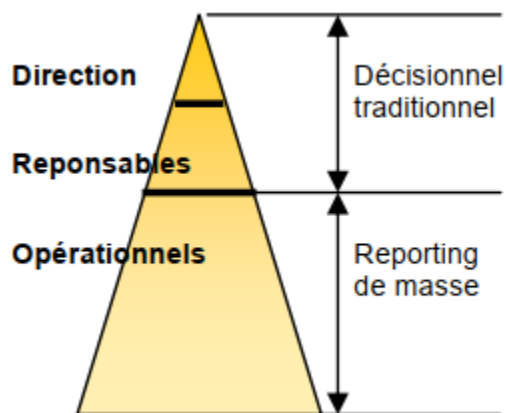 Direction
Décisionnel
traditionnel
Reponsables
Opérationnels
Reporting
de masse